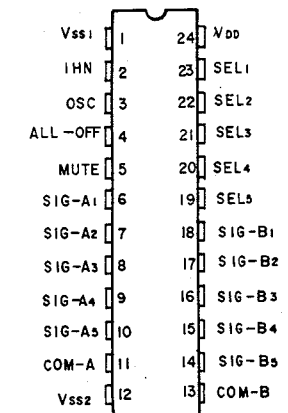 Vss1 1 24 VDD
IHN 2 23 SEL1
OSC 3 22 SEL2
ALL-OFF 4 21 SEL3
MUTE 5 20 SEL4
SIG-A1 6 19 SEL5
SIG-A2 7 18 SIG-B1
SIG-A3 8 17 SIG-B2
SIG-A4 9 16 SIG-B3
SIG-A5 10 15 SIG-B4
COM-A 11 14 SIG-B5
Vss2 12 13 COM-B